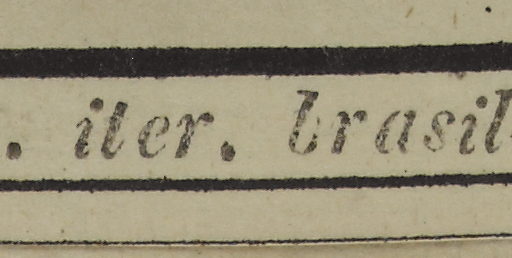 . iter. brasil